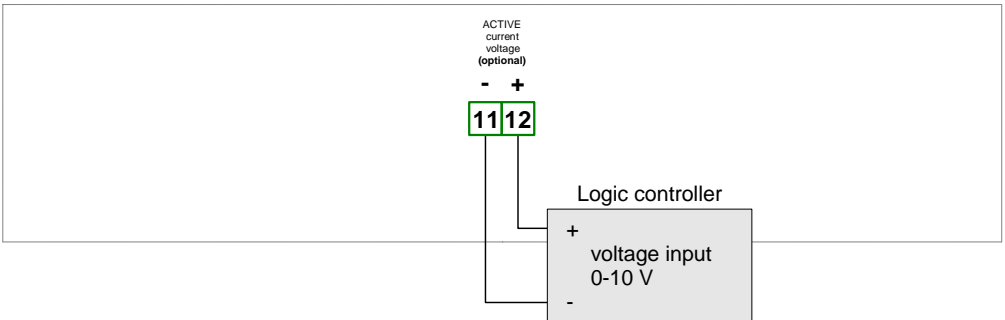 ACTIVE
current
voltage
(optional)
- +
11 12
Logic controller
+
voltage input
0-10 V
-